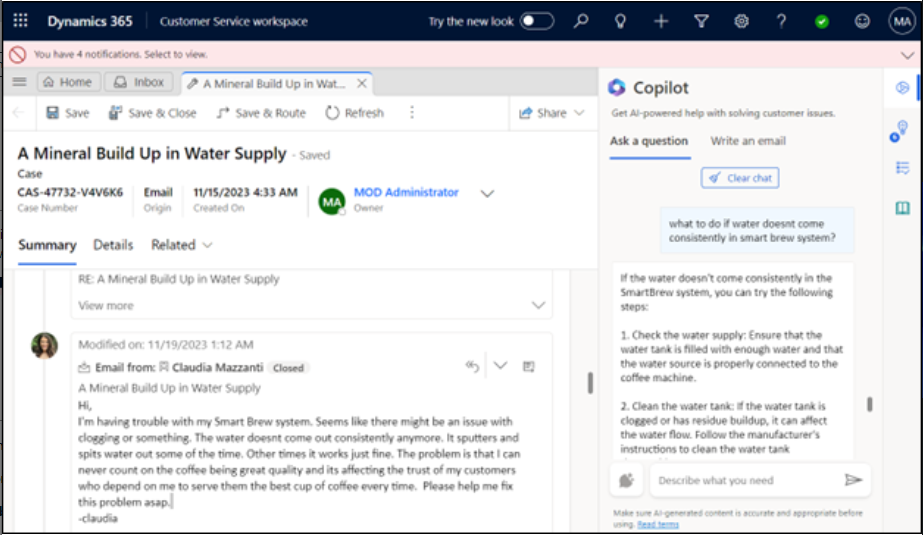 Dynamics 365
Customer Service workspace
Try the new look
MA
You have 4 notifications. Select to view.
Home
Inbox
A Mineral Build Up in Wat...
Save
Save & Close
Save & Route
Refresh
Share
A Mineral Build Up in Water Supply - Saved
Case
CAS-47732-V4V6K6
Case Number
Email
Origin
11/15/2023 4:33 AM
Created On
MA
MOD Administrator
Owner
Summary
Details
Related
RE: A Mineral Build Up in Water Supply
View more
Modified on: 11/19/2023 1:12 AM
Email from: Claudia Mazzanti Closed
A Mineral Build Up in Water Supply
Hi,
I'm having trouble with my Smart Brew system. Seems like there might be an issue with
clogging or something. The water doesnt come out consistently anymore. It sputters and
spits water out some of the time. Other times it works just fine. The problem is that I can
never count on the coffee being great quality and its affecting the trust of my customers
who depend on me to serve them the best cup of coffee every time. Please help me fix
this problem asap.
-claudia
Copilot
Get AI-powered help with solving customer issues.
Ask a question
Write an email
Clear chat
what to do if water doesnt come
consistently in smart brew system?
If the water doesn't come consistently in the
SmartBrew system, you can try the following
steps:
1. Check the water supply: Ensure that the
water tank is filled with enough water and that
the water source is properly connected to the
coffee machine.
2. Clean the water tank: If the water tank is
clogged or has residue buildup, it can affect
the water flow. Follow the manufacturer's
instructions to clean the water tank
Describe what you need
Make sure AI-generated content is accurate and appropriate before
using. Read terms